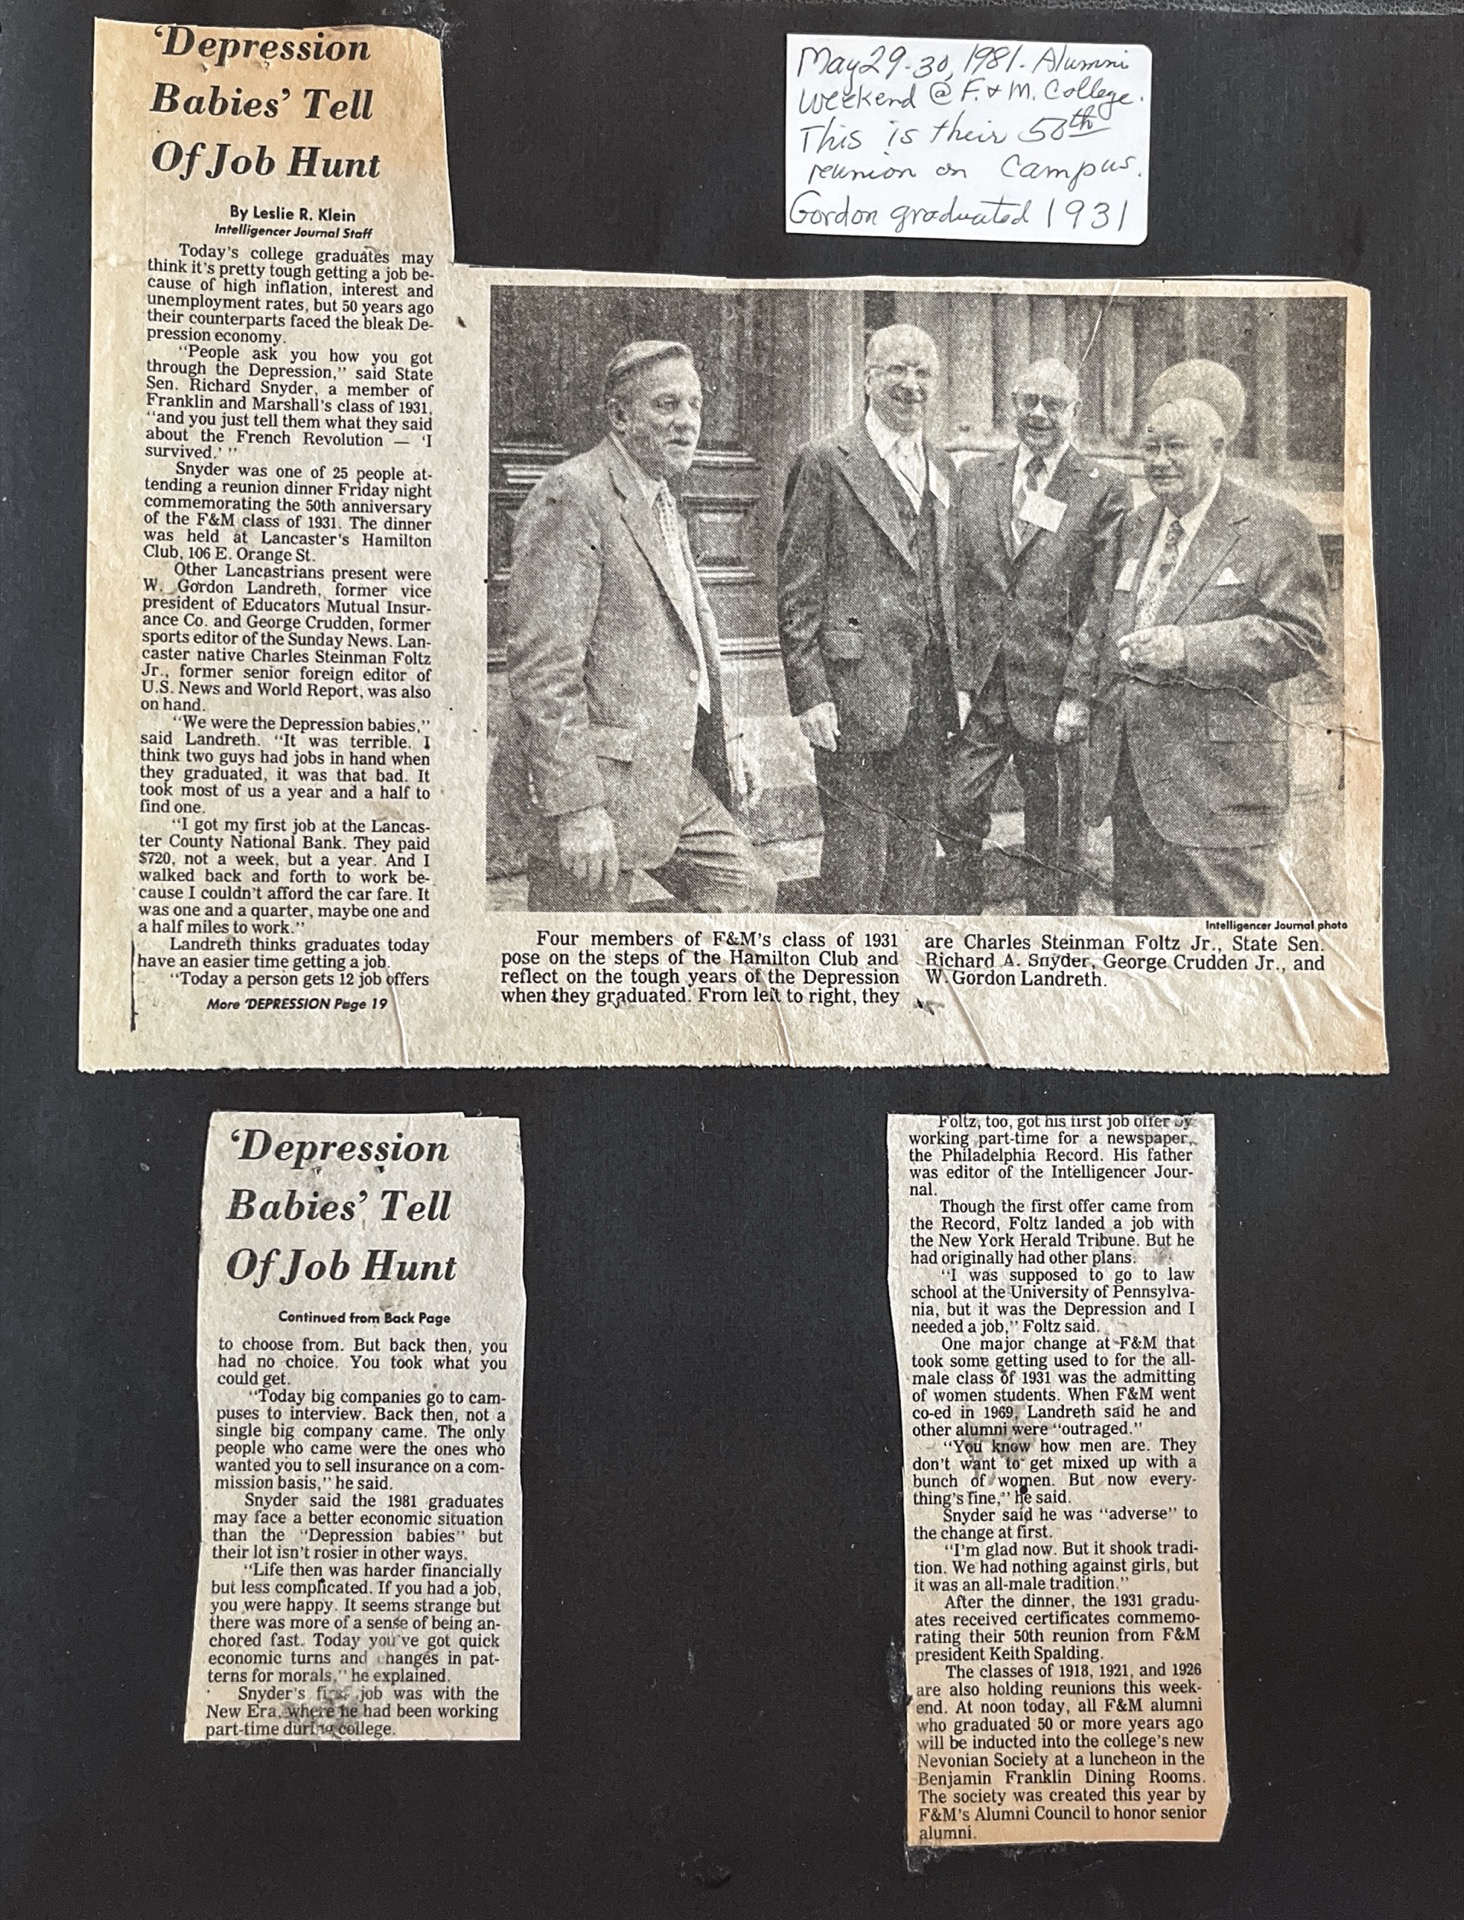 'Depression
Babies' Tell
Of Job Hunt
By Leslie R. Klein
Intelligencer Journal Staff
Today's college graduates may
think it's pretty tough getting a job be-
cause of high inflation, interest and
unemployment rates, but 50 years ago
their counterparts faced the bleak De-
pression economy.
"People ask you how you got
through the Depression," said State
Sen. Richard Snyder, a member of
Franklin and Marshall's class of 1931,
"and you just tell them what they said
about the French Revolution — 'I
survived.' "
Snyder was one of 25 people at-
tending a reunion dinner Friday night
commemorating the 50th anniversary
of the F&M class of 1931. The dinner
was held at Lancaster's Hamilton
Club, 106 E. Orange St.
Other Lancastrians present were
W. Gordon Landreth, former vice
president of Educators Mutual Insur-
ance Co. and George Crudden, former
sports editor of the Sunday News. Lan-
caster native Charles Steinman Foltz
Jr., former senior foreign editor of
U.S. News and World Report, was also
on hand.
"We were the Depression babies,"
said Landreth. "It was terrible. I
think two guys had jobs in hand when
they graduated, it was that bad. It
took most of us a year and a half to
find one.
"I got my first job at the Lancas-
ter County National Bank. They paid
$720, not a week, but a year. And I
walked back and forth to work be-
cause I couldn't afford the car fare. It
was one and a quarter, maybe one and
a half miles to work."
Landreth thinks graduates today
have an easier time getting a job.
"Today a person gets 12 job offers
More 'DEPRESSION Page 19
May 29-30, 1981. Alumni
Weekend @ F. & M. College.
This is their 50th
reunion on Campus.
Gordon graduated 1931
Intelligencer Journal photo
Four members of F&M's class of 1931
pose on the steps of the Hamilton Club and
reflect on the tough years of the Depression
when they graduated. From left to right, they
are Charles Steinman Foltz Jr., State Sen.
Richard A. Snyder, George Crudden Jr., and
W. Gordon Landreth.
'Depression
Babies' Tell
Of Job Hunt
Continued from Back Page
to choose from. But back then, you
had no choice. You took what you
could get.
"Today big companies go to cam-
puses to interview. Back then, not a
single big company came. The only
people who came were the ones who
wanted you to sell insurance on a com-
mission basis," he said.
Snyder said the 1981 graduates
may face a better economic situation
than the "Depression babies" but
their lot isn't rosier in other ways.
"Life then was harder financially
but less complicated. If you had a job,
you were happy. It seems strange but
there was more of a sense of being an-
chored fast. Today you've got quick
economic turns and changes in pat-
terns for morals," he explained.
Snyder's first job was with the
New Era, where he had been working
part-time during college.
Foltz, too, got his first job offer by
working part-time for a newspaper,
the Philadelphia Record. His father
was editor of the Intelligencer Jour-
nal.
Though the first offer came from
the Record, Foltz landed a job with
the New York Herald Tribune. But he
had originally had other plans.
"I was supposed to go to law
school at the University of Pennsylva-
nia, but it was the Depression and I
needed a job," Foltz said.
One major change at F&M that
took some getting used to for the all-
male class of 1931 was the admitting
of women students. When F&M went
co-ed in 1969, Landreth said he and
other alumni were "outraged."
"You know how men are. They
don't want to get mixed up with a
bunch of women. But now every-
thing's fine," he said.
Snyder said he was "adverse" to
the change at first.
"I'm glad now. But it shook tradi-
tion. We had nothing against girls, but
it was an all-male tradition."
After the dinner, the 1931 gradu-
ates received certificates commemo-
rating their 50th reunion from F&M
president Keith Spalding.
The classes of 1918, 1921, and 1926
are also holding reunions this week-
end. At noon today, all F&M alumni
who graduated 50 or more years ago
will be inducted into the college's new
Nevonian Society at a luncheon in the
Benjamin Franklin Dining Rooms.
The society was created this year by
F&M's Alumni Council to honor senior
alumni.